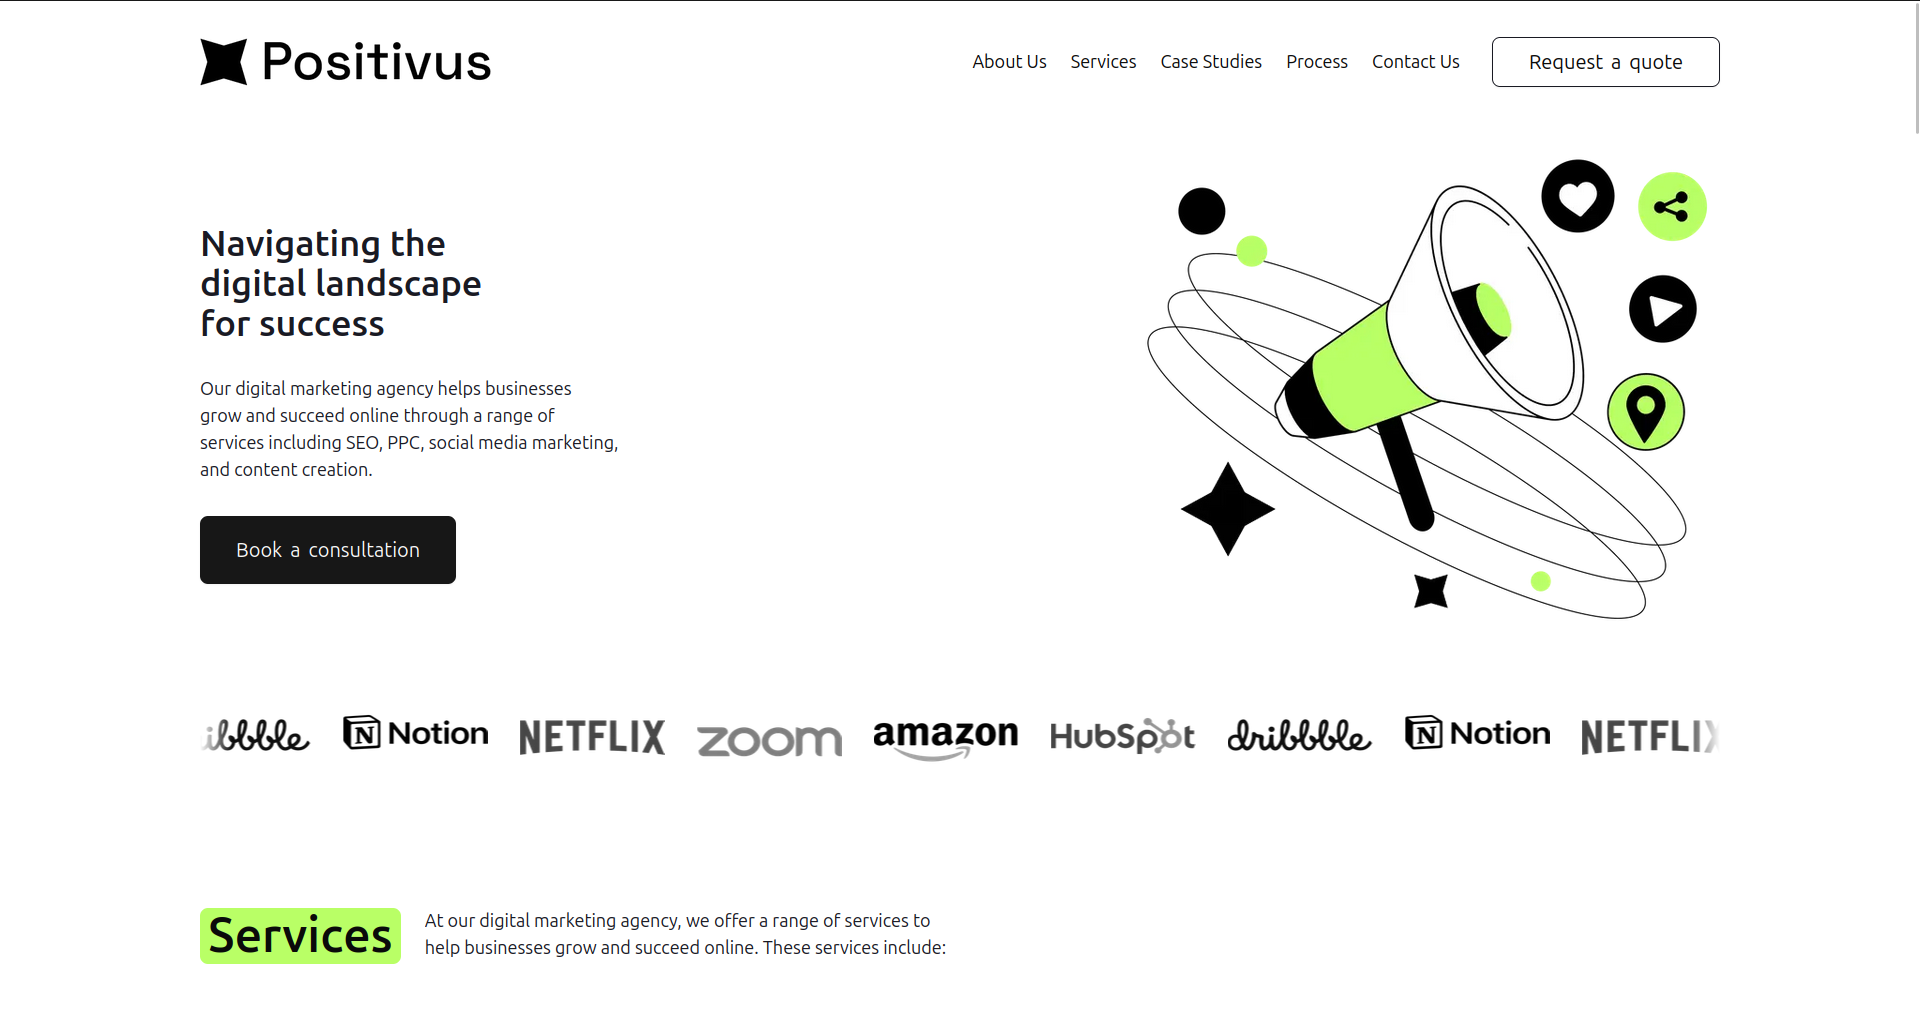 Positivus
About Us Services Case Studies Process Contact Us Request a quote
Navigating the
digital landscape
for success
Our digital marketing agency helps businesses
grow and succeed online through a range of
services including SEO, PPC, social media marketing,
and content creation.
Book a consultation
ibbble Notion NETFLIX zoom amazon HubSpot dribbble Notion NETFLIX
Services
At our digital marketing agency, we offer a range of services to
help businesses grow and succeed online. These services include: